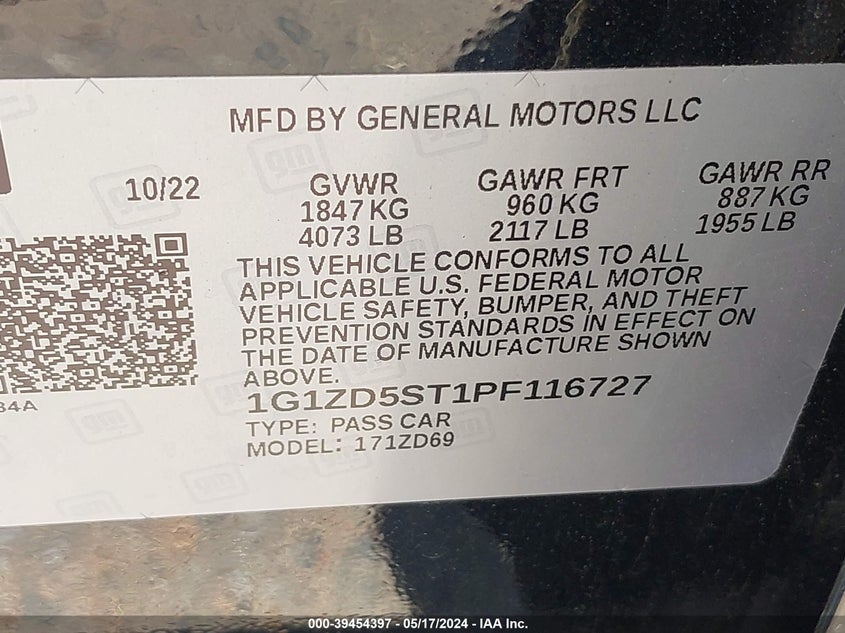 MFD BY GENERAL MOTORS LLC
10/22
GVWR
1847 KG
4073 LB
GAWR FRT
960 KG
2117 LB
GAWR RR
887 KG
1955 LB
THIS VEHICLE CONFORMS TO ALL
APPLICABLE U.S. FEDERAL MOTOR
VEHICLE SAFETY, BUMPER, AND THEFT
PREVENTION STANDARDS IN EFFECT ON
THE DATE OF MANUFACTURE SHOWN
ABOVE.
1G1ZD5ST1PF116727
TYPE: PASS CAR
MODEL: 171ZD69
84A
gm
000-39454397 - 05/17/2024 - IAA Inc.